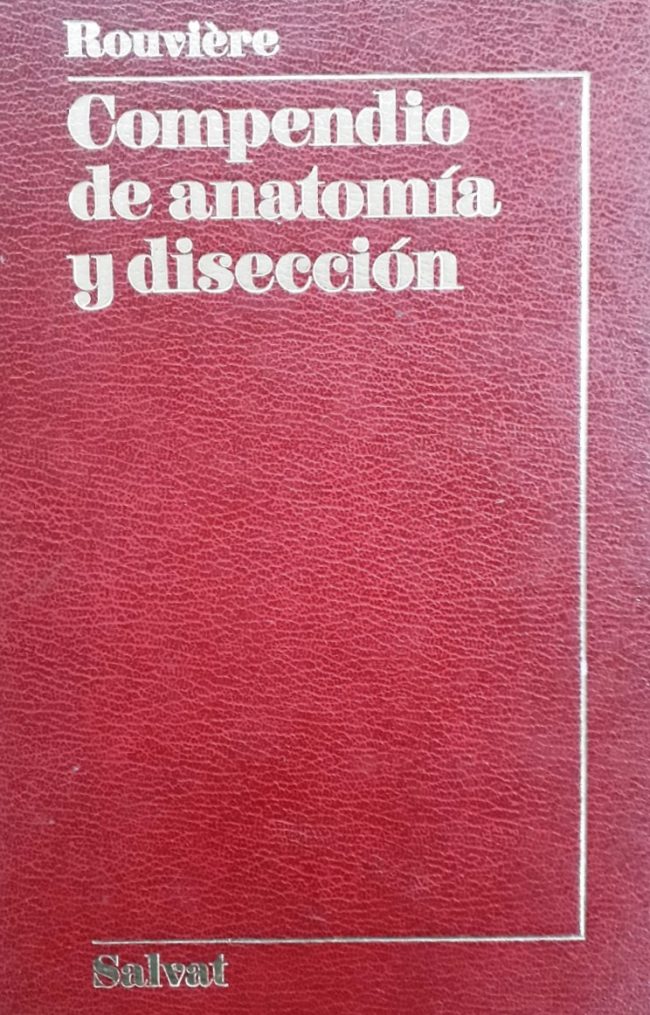 Rouvière
Compendio
de anatomía
y disección
Salvat